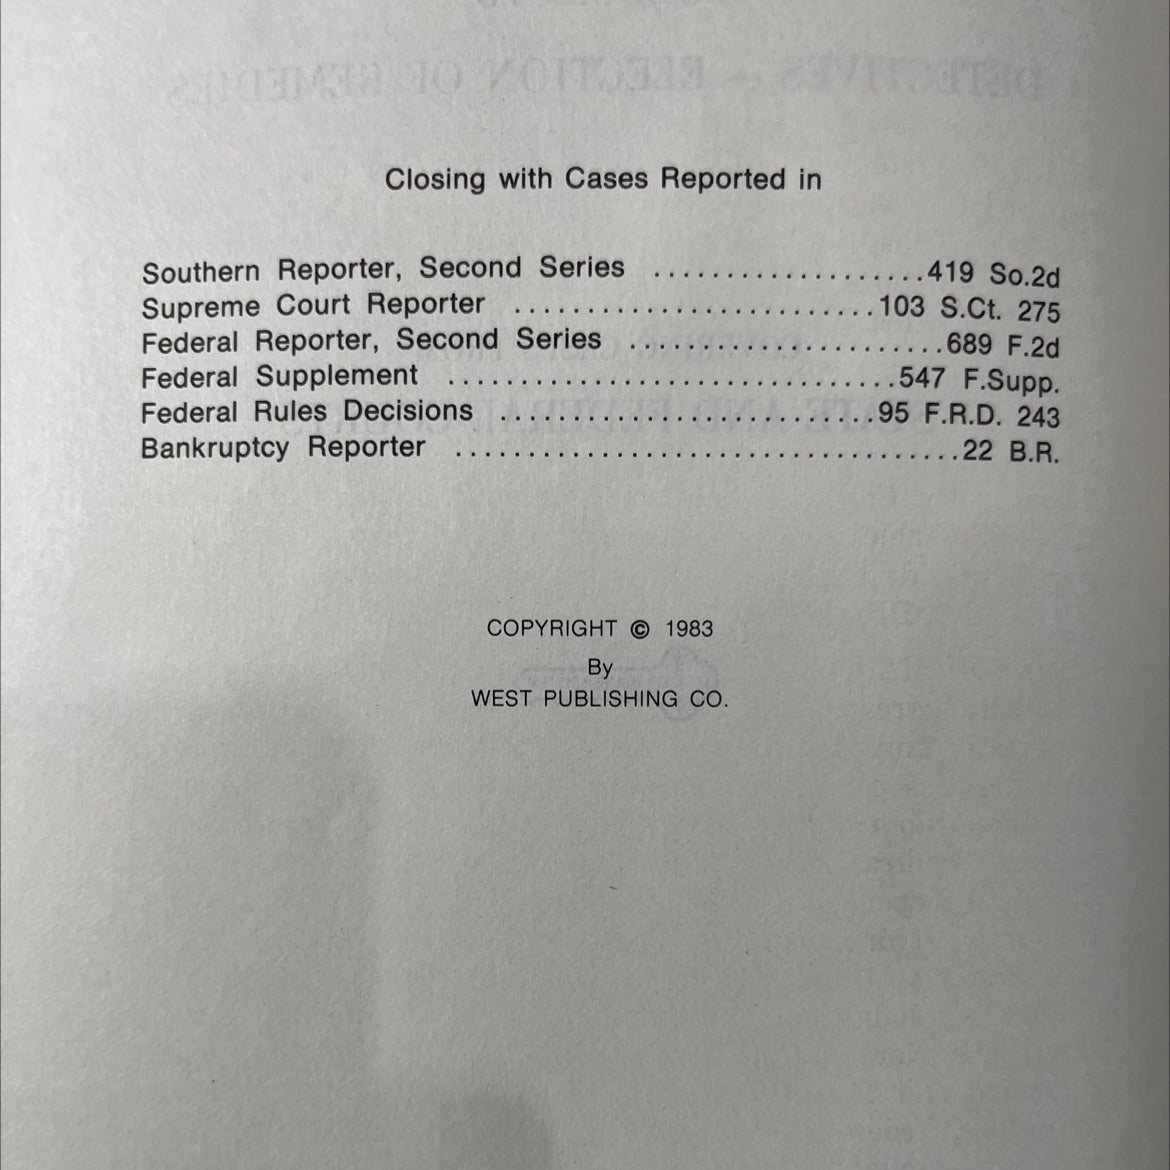 Closing with Cases Reported in
Southern Reporter, Second Series ...................419 So.2d
Supreme Court Reporter .........................103 S.Ct. 275
Federal Reporter, Second Series ......................689 F.2d
Federal Supplement ...............................547 F.Supp.
Federal Rules Decisions ..........................95 F.R.D. 243
Bankruptcy Reporter ...................................22 B.R.
COPYRIGHT © 1983
By
WEST PUBLISHING CO.